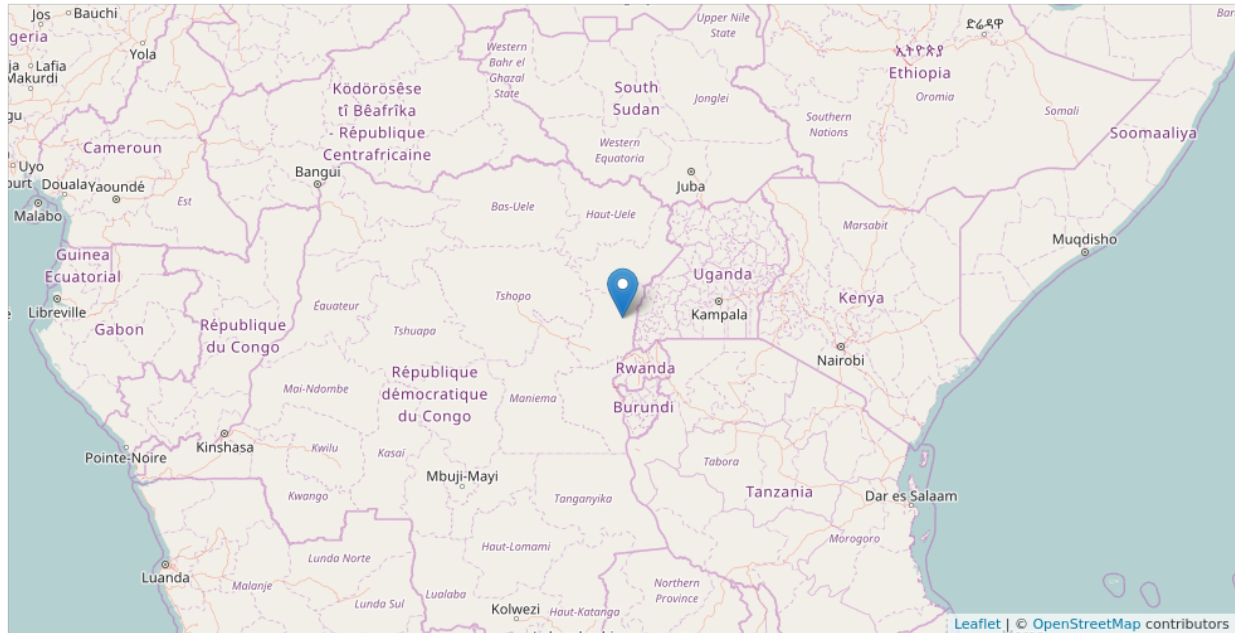 Jos
Bauchi
geria
Yola
Lafia
Makurdi
Upper Nile
State
ድሬዳዋ
ኢትዮጵያ
Ethiopia
Western
Bahr el
Ghazal
State
Ködörösêse
tî Bêafrîka
- République
Centrafricaine
South
Sudan
Jonglei
Oromia
Somali
Southern
Nations
Soomaaliya
Cameroun
Western
Equatoria
Uyo
Bangui
Juba
Douala
Yaoundé
Est
Malabo
Bas-Uele
Haut-Uele
Marsabit
Muqdisho
Guinea
Ecuatorial
Uganda
Tshopo
Kenya
Libreville
Équateur
Kampala
Gabon
République
du Congo
Tshuapa
Nairobi
Rwanda
République
démocratique
du Congo
Mai-Ndombe
Maniema
Burundi
Kinshasa
Pointe-Noire
Kwilu
Kasaï
Tabora
Mbuji-Mayi
Kwango
Tanganyika
Tanzania
Dar es Salaam
Morogoro
Haut-Lomami
Lunda Norte
Luanda
Malanje
Northern
Province
Lunda Sul
Lualaba
Kolwezi
Haut-Katanga
Leaflet | © OpenStreetMap contributors